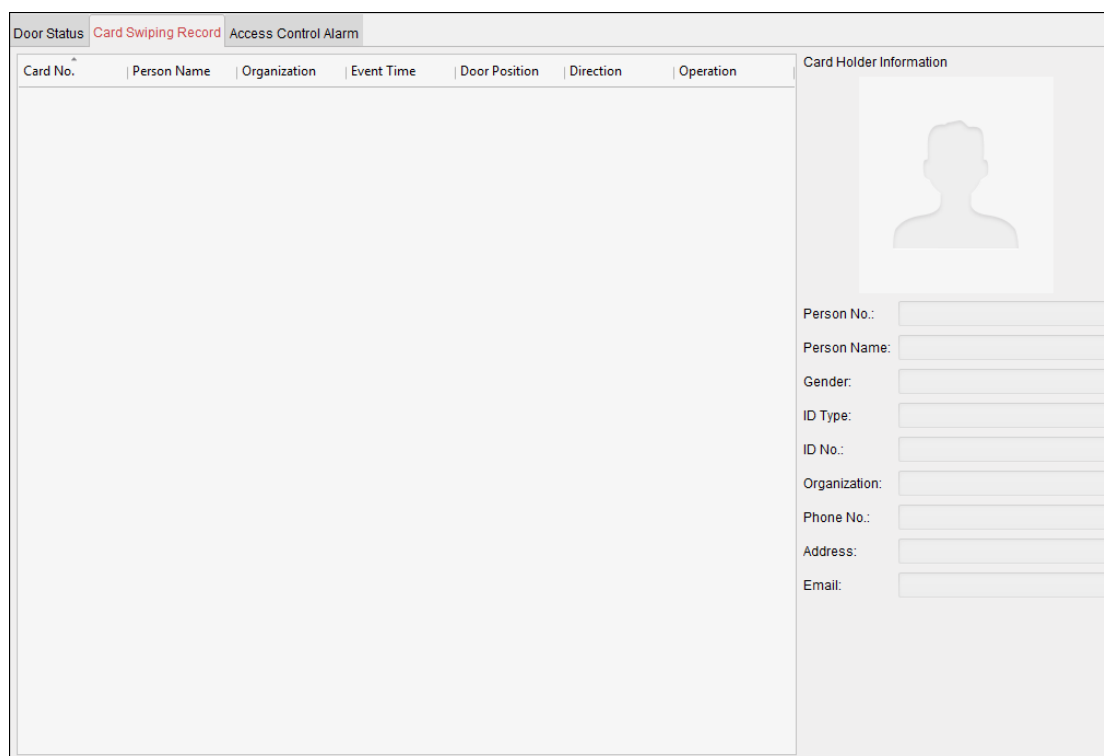 Door Status Card Swiping Record Access Control Alarm
Card No. Person Name Organization Event Time Door Position Direction Operation
Card Holder Information
Person No.:
Person Name:
Gender:
ID Type:
ID No.:
Organization:
Phone No.:
Address:
Email: